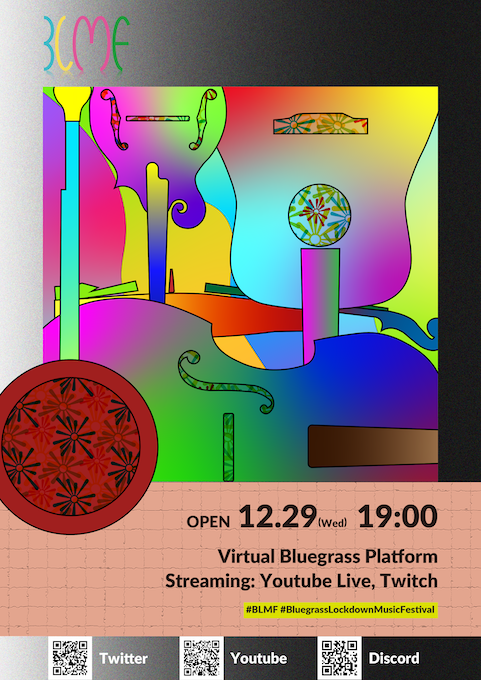 BLMF
OPEN 12.29(Wed) 19:00
Virtual Bluegrass Platform
Streaming: Youtube Live, Twitch
#BLMF #BluegrassLockdownMusicFestival
Twitter Youtube Discord